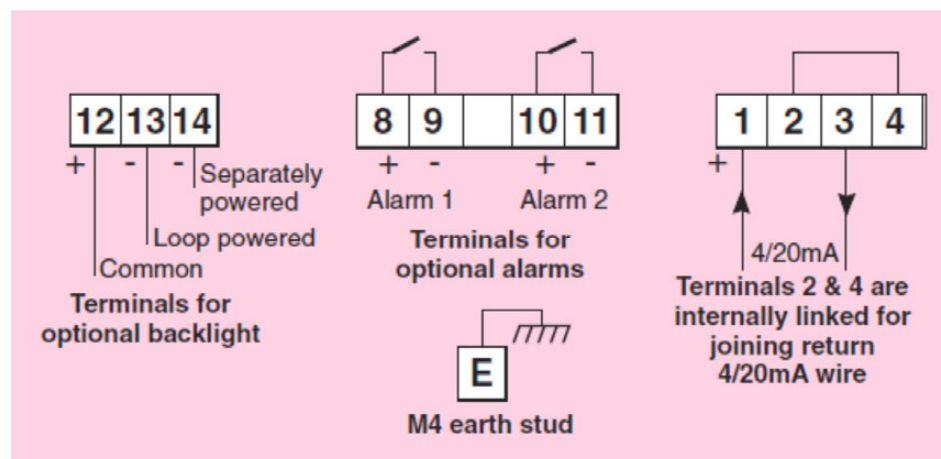 12 13 14
+ - -
Separately
powered
Loop powered
Common
Terminals for
optional backlight
8 9 10 11
+ - + -
Alarm 1 Alarm 2
Terminals for
optional alarms
E
M4 earth stud
1 2 3 4
+
4/20mA
Terminals 2 & 4 are
internally linked for
joining return
4/20mA wire